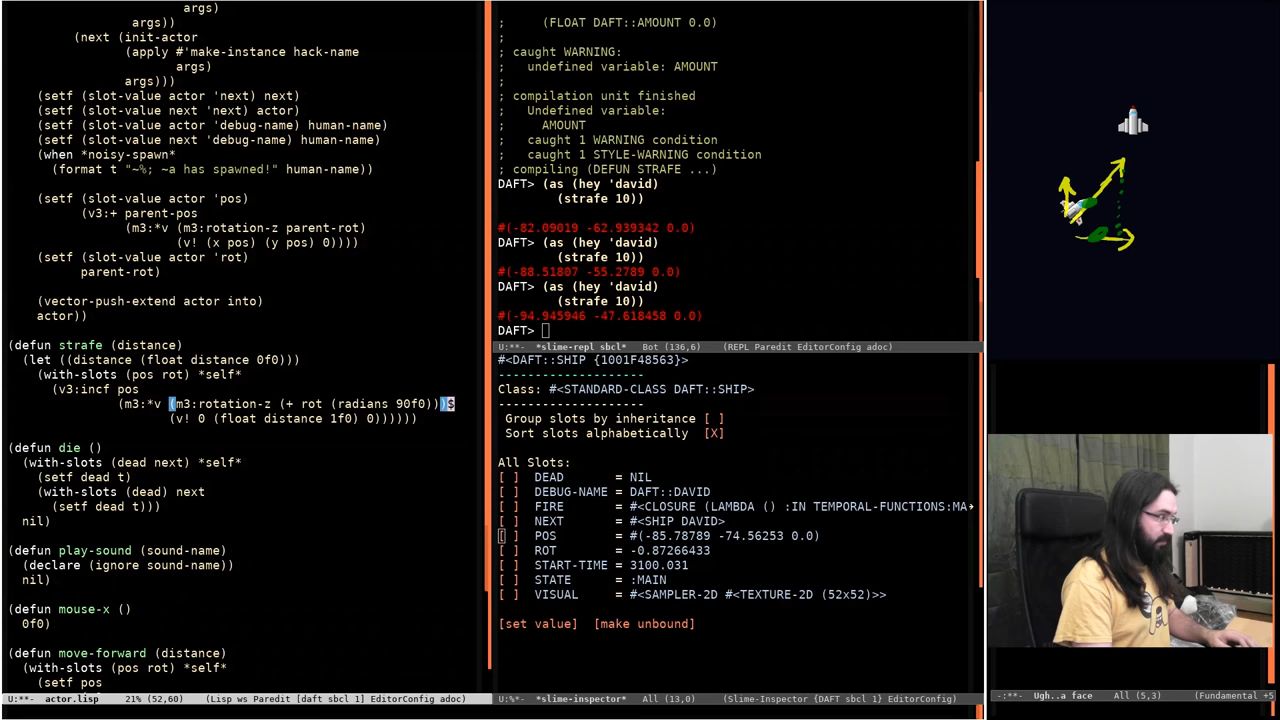 args)
args))
(next (init-actor
(apply #'make-instance hack-name
args)
args)))
(setf (slot-value actor 'next) next)
(setf (slot-value next 'next) actor)
(setf (slot-value actor 'debug-name) human-name)
(setf (slot-value next 'debug-name) human-name)
(when *noisy-spawn*
(format t "~%; ~a has spawned!" human-name))
(setf (slot-value actor 'pos)
(v3:+ parent-pos
(m3:*v (m3:rotation-z parent-rot)
(v! (x pos) (y pos) 0))))
(setf (slot-value actor 'rot)
parent-rot)
(vector-push-extend actor into)
actor))
(defun strafe (distance)
(let ((distance (float distance 0f0)))
(with-slots (pos rot) *self*
(v3:incf pos
(m3:*v (m3:rotation-z (+ rot (radians 90f0)))$
(v! 0 (float distance 1f0) 0))))))
(defun die ()
(with-slots (dead next) *self*
(setf dead t)
(with-slots (dead) next
(setf dead t)))
nil)
(defun play-sound (sound-name)
(declare (ignore sound-name))
nil)
(defun mouse-x ()
0f0)
(defun move-forward (distance)
(with-slots (pos rot) *self*
(setf pos
U:**- actor.lisp 21% (52,60) (Lisp ws Paredit [daft sbcl 1] EditorConfig adoc)
; (FLOAT DAFT::AMOUNT 0.0)
;
; caught WARNING:
; undefined variable: AMOUNT
;
; compilation unit finished
; Undefined variable:
; AMOUNT
; caught 1 WARNING condition
; caught 1 STYLE-WARNING condition
; compiling (DEFUN STRAFE ...)
DAFT> (as (hey 'david)
(strafe 10))
#(-82.09019 -62.939342 0.0)
DAFT> (as (hey 'david)
(strafe 10))
#(-88.51807 -55.2789 0.0)
DAFT> (as (hey 'david)
(strafe 10))
#(-94.945946 -47.618458 0.0)
DAFT>
U:**- *slime-repl sbcl* Bot (136,6) (REPL Paredit EditorConfig adoc)
#<DAFT::SHIP {1001F48563}>
--------------------
Class: #<STANDARD-CLASS DAFT::SHIP>
--------------------
Group slots by inheritance [ ]
Sort slots alphabetically [X]
All Slots:
[ ] DEAD = NIL
[ ] DEBUG-NAME = DAFT::DAVID
[ ] FIRE = #<CLOSURE (LAMBDA () :IN TEMPORAL-FUNCTIONS:MA→
[ ] NEXT = #<SHIP DAVID>
[ ] POS = #(-85.78789 -74.56253 0.0)
[ ] ROT = -0.87266433
[ ] START-TIME = 3100.031
[ ] STATE = :MAIN
[ ] VISUAL = #<SAMPLER-2D #<TEXTURE-2D (52x52)>>
[set value] [make unbound]
U:%*- *slime-inspector* All (13,0) (Slime-Inspector {DAFT sbcl 1} EditorConfig)
-:**- Ugh..a face All (5,3) (Fundamental +5